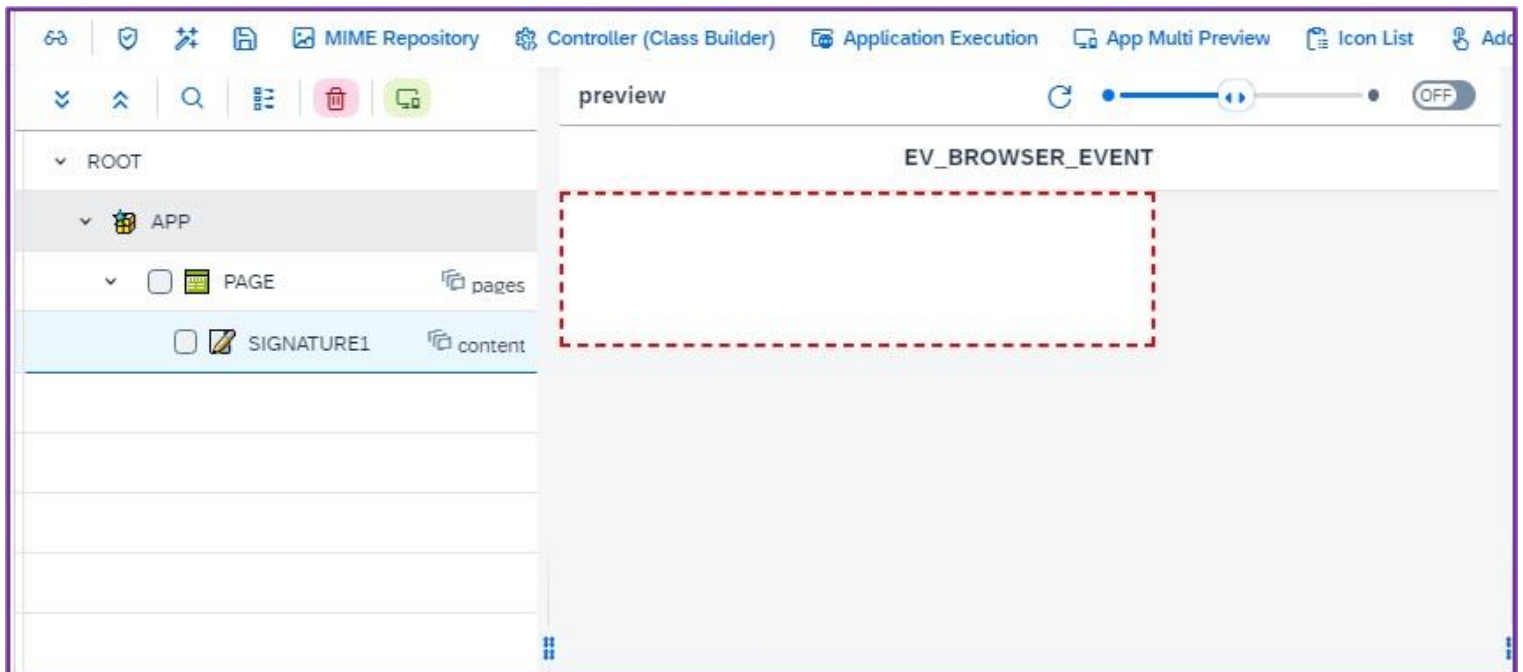 MIME Repository Controller (Class Builder) Application Execution App Multi Preview Icon List
preview OFF
ROOT
EV_BROWSER_EVENT
APP
PAGE pages
SIGNATURE1 content